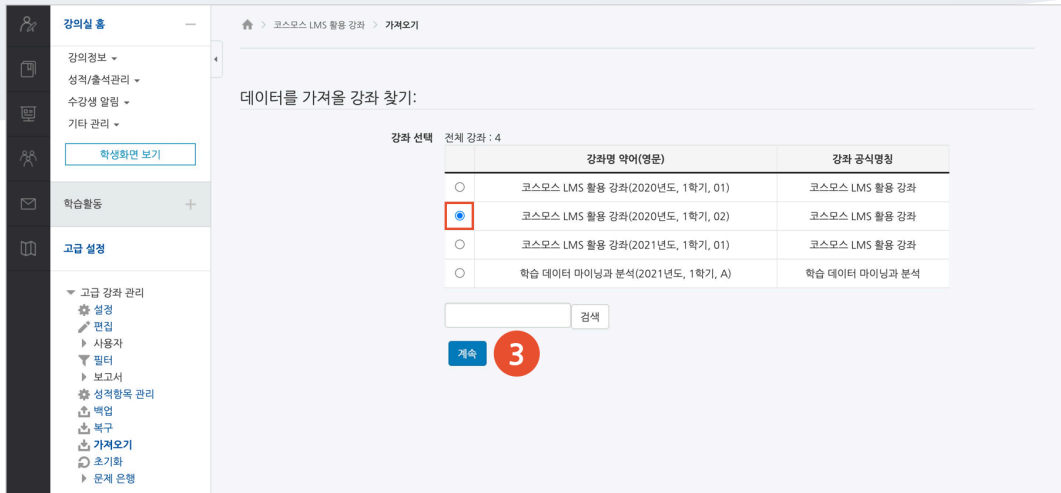 강의실 홈
강의정보
성적/출석관리
수강생 알림
기타 관리
학생화면 보기
학습활동
고급 설정
고급 강좌 관리
설정
편집
사용자
필터
보고서
성적항목 관리
백업
복구
가져오기
초기화
문제 은행
코스모스 LMS 활용 강좌 > 가져오기
데이터를 가져올 강좌 찾기:
강좌 선택 전체 강좌 : 4
강좌명 약어(영문) 강좌 공식명칭
코스모스 LMS 활용 강좌(2020년도, 1학기, 01) 코스모스 LMS 활용 강좌
코스모스 LMS 활용 강좌(2020년도, 1학기, 02) 코스모스 LMS 활용 강좌
코스모스 LMS 활용 강좌(2021년도, 1학기, 01) 코스모스 LMS 활용 강좌
학습 데이터 마이닝과 분석(2021년도, 1학기, A) 학습 데이터 마이닝과 분석
검색
계속 3